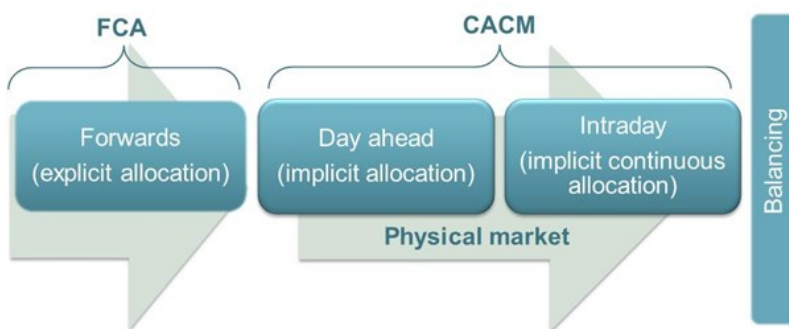 FCA
CACM
Forwards
(explicit allocation)
Day ahead
(implicit allocation)
Intraday
(implicit continuous
allocation)
Physical market
Balancing